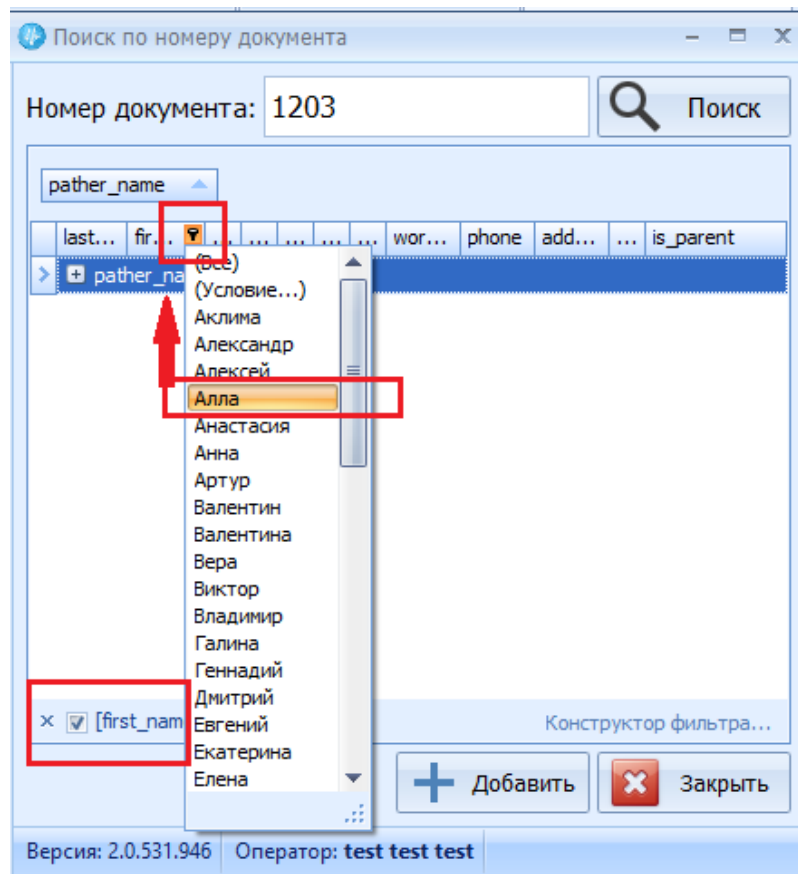 Поиск по номеру документа
Номер документа: 1203 Поиск
pather_name
last... fir... ... ... ... ... ... wor... phone add... ... is_parent
pather_na
(Все)
(Условие...)
Аклима
Александр
Алексей
Алла
Анастасия
Анна
Артур
Валентин
Валентина
Вера
Виктор
Владимир
Галина
Геннадий
Дмитрий
Евгений
Екатерина
Елена
[first_nam
Конструктор фильтра...
Добавить Закрыть
Версия: 2.0.531.946 Оператор: test test test